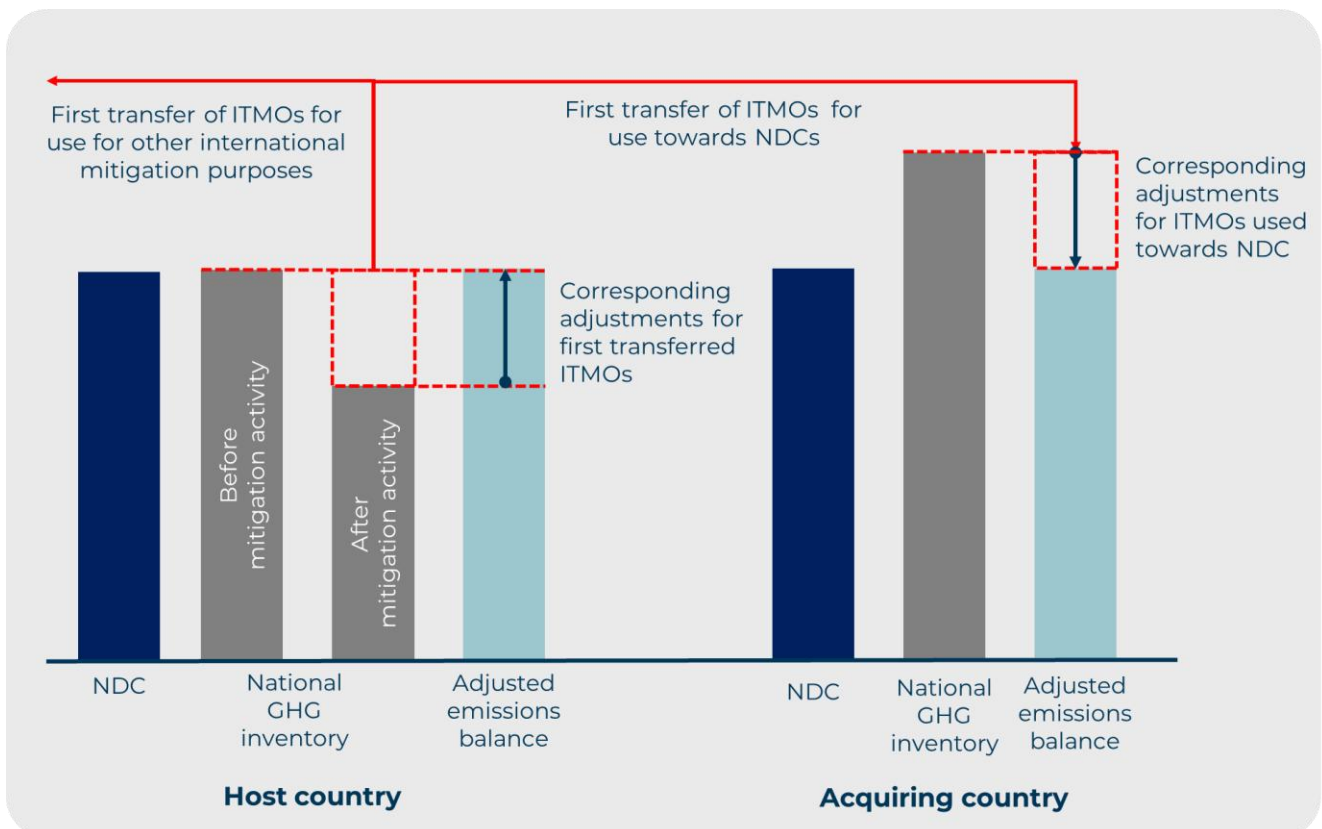 First transfer of ITMOs for
use for other international
mitigation purposes
First transfer of ITMOs for
use towards NDCs
Corresponding
adjustments
for ITMOs used
towards NDC
Corresponding
adjustments for
first transferred
ITMOs
Before
mitigation activity
After
mitigation activity
NDC
National
GHG
inventory
Adjusted
emissions
balance
NDC
National
GHG
inventory
Adjusted
emissions
balance
Host country
Acquiring country